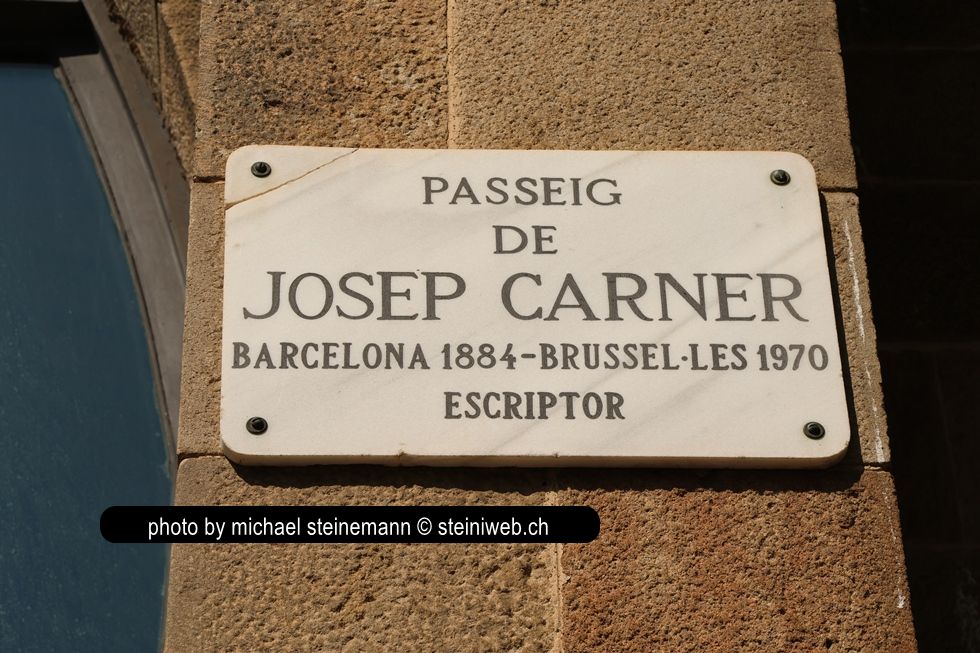 PASSEIG
DE
JOSEP CARNER
BARCELONA 1884-BRUSSEL·LES 1970
ESCRIPTOR
photo by michael steinemann © steiniweb.ch